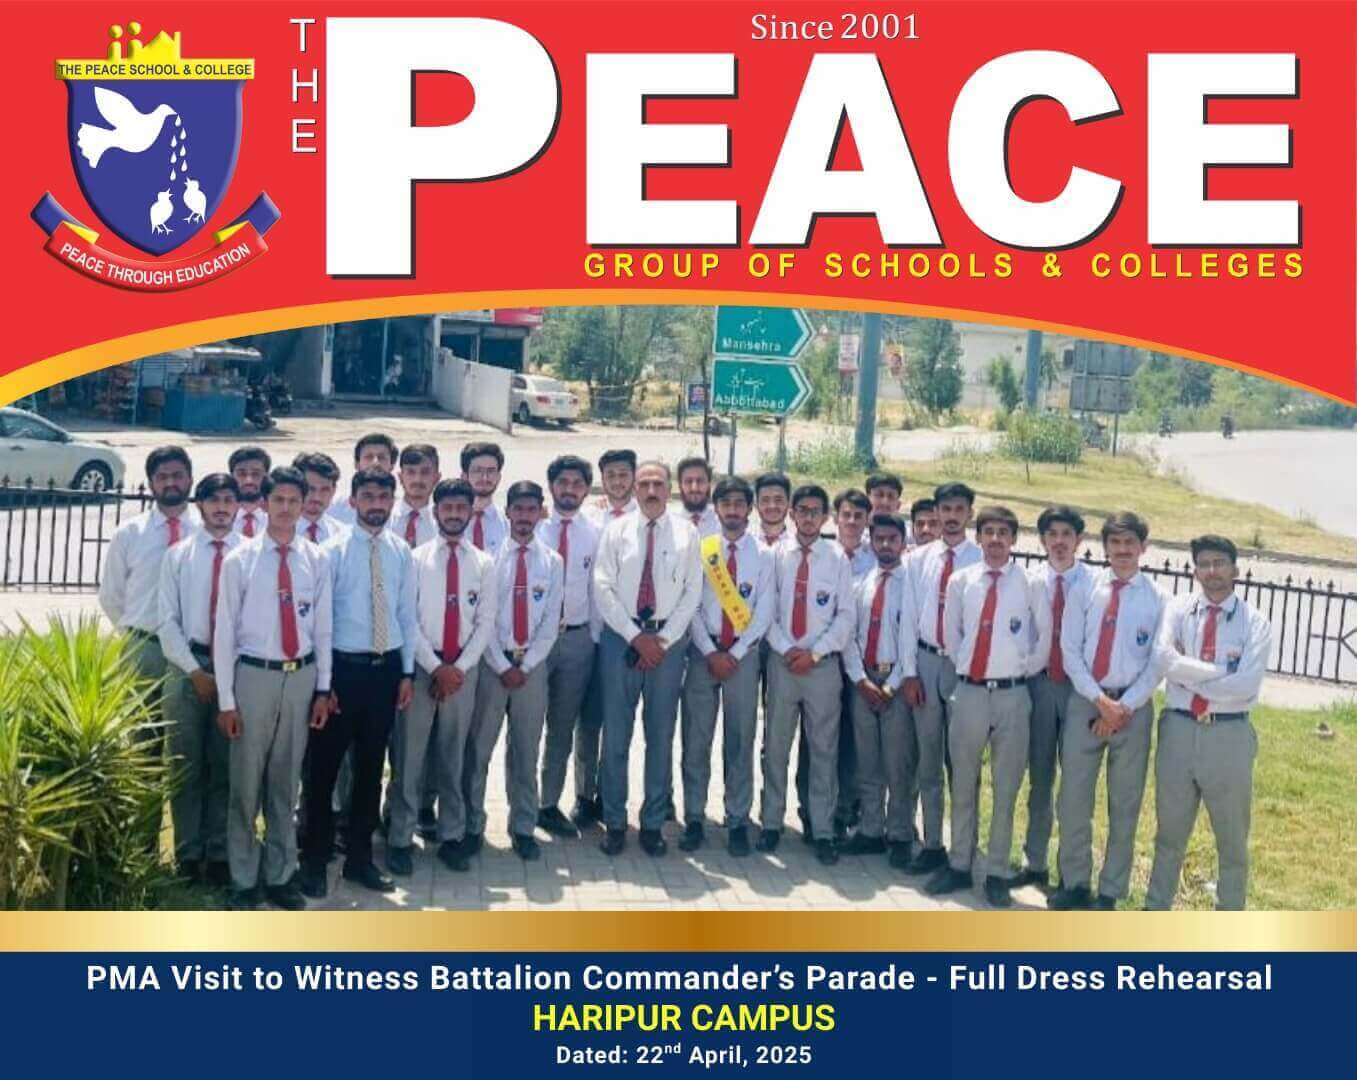 THE PEACE SCHOOL & COLLEGE
PEACE THROUGH EDUCATION
Since 2001
THE PEACE
GROUP OF SCHOOLS & COLLEGES
Mansehra
Abbottabad
PMA Visit to Witness Battalion Commander’s Parade - Full Dress Rehearsal
HARIPUR CAMPUS
Dated: 22nd April, 2025